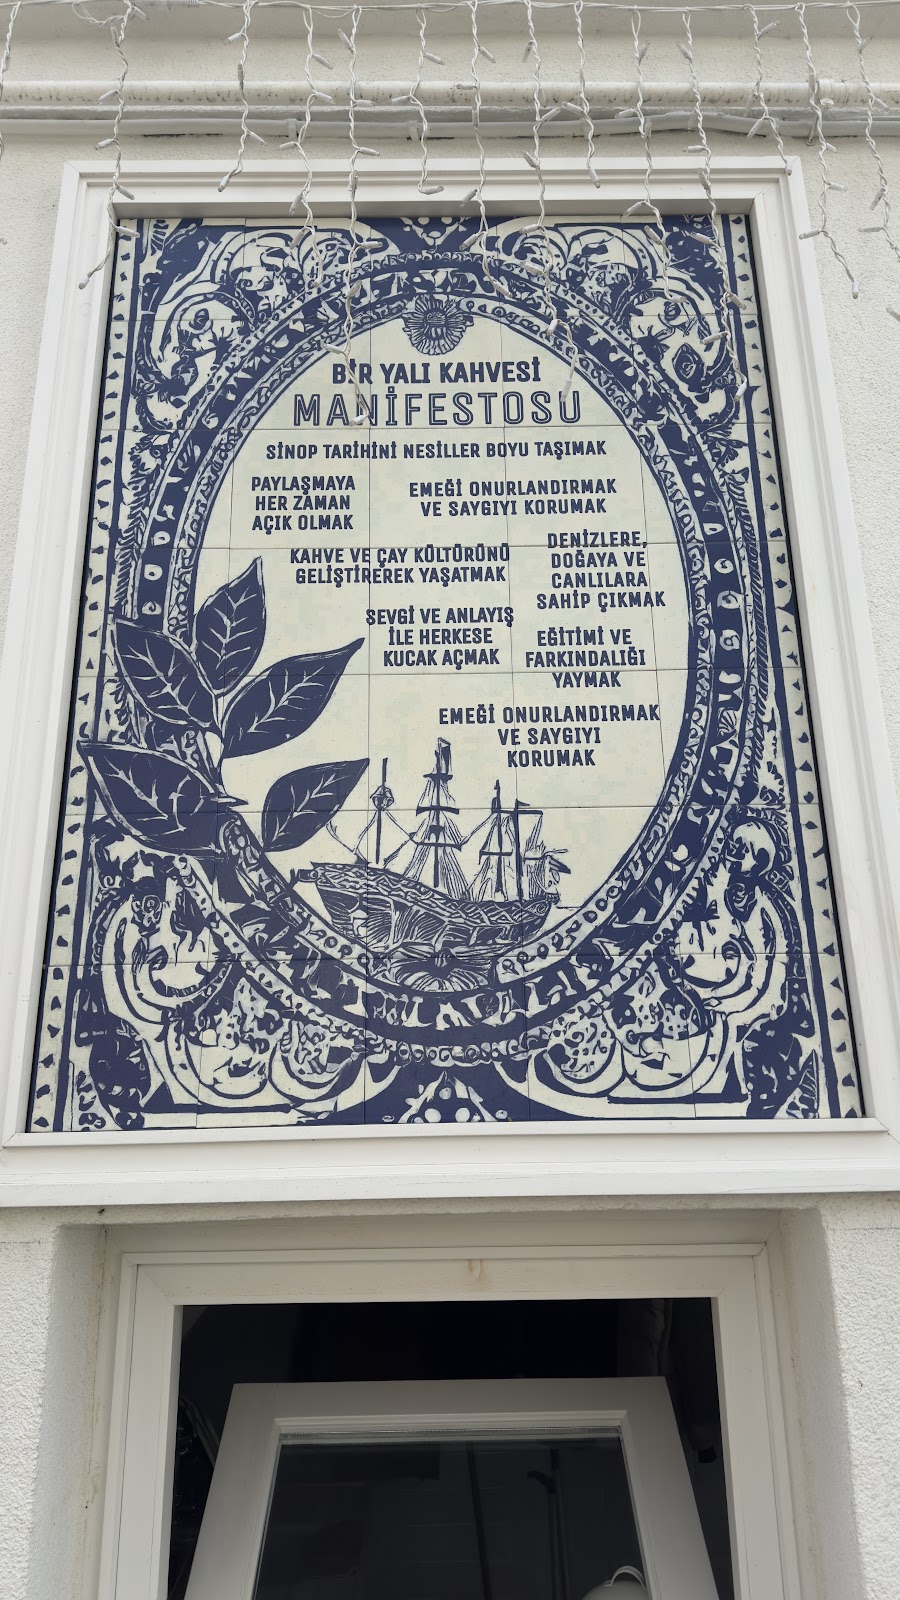 BİR YALI KAHVESİ
MANİFESTOSU
SİNOP TARİHİNİ NESİLLER BOYU TAŞIMAK
PAYLAŞMAYA
HER ZAMAN
AÇIK OLMAK
EMEĞİ ONURLANDIRMAK
VE SAYGIYI KORUMAK
KAHVE VE ÇAY KÜLTÜRÜNÜ
GELİŞTİREREK YAŞATMAK
DENİZLERE,
DOĞAYA VE
CANLILARA
SAHİP ÇIKMAK
SEVGİ VE ANLAYIŞ
İLE HERKESE
KUCAK AÇMAK
EĞİTİMİ VE
FARKINDALIĞI
YAYMAK
EMEĞİ ONURLANDIRMAK
VE SAYGIYI
KORUMAK